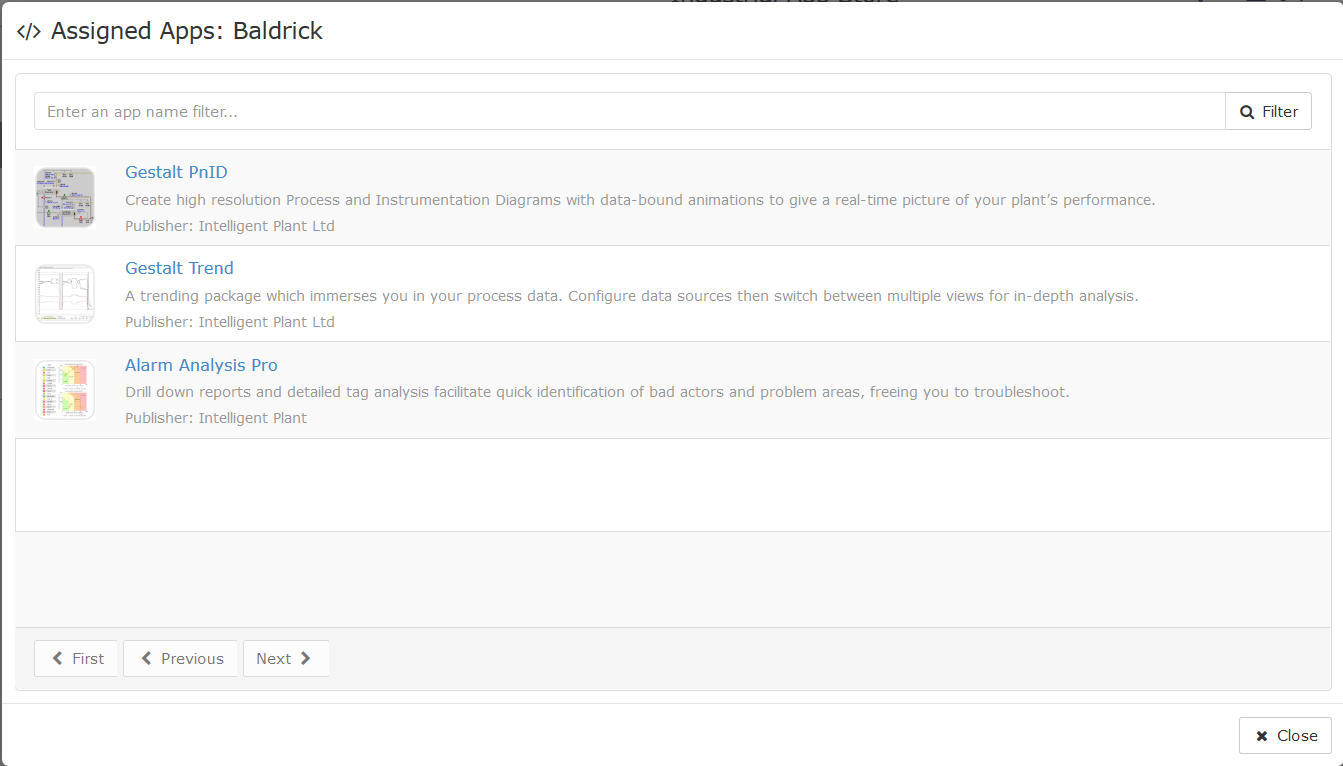 </> Assigned Apps: Baldrick
Enter an app name filter...
Filter
Gestalt PnID
Create high resolution Process and Instrumentation Diagrams with data-bound animations to give a real-time picture of your plant’s performance.
Publisher: Intelligent Plant Ltd
Gestalt Trend
A trending package which immerses you in your process data. Configure data sources then switch between multiple views for in-depth analysis.
Publisher: Intelligent Plant Ltd
Alarm Analysis Pro
Drill down reports and detailed tag analysis facilitate quick identification of bad actors and problem areas, freeing you to troubleshoot.
Publisher: Intelligent Plant
First
Previous
Next
Close